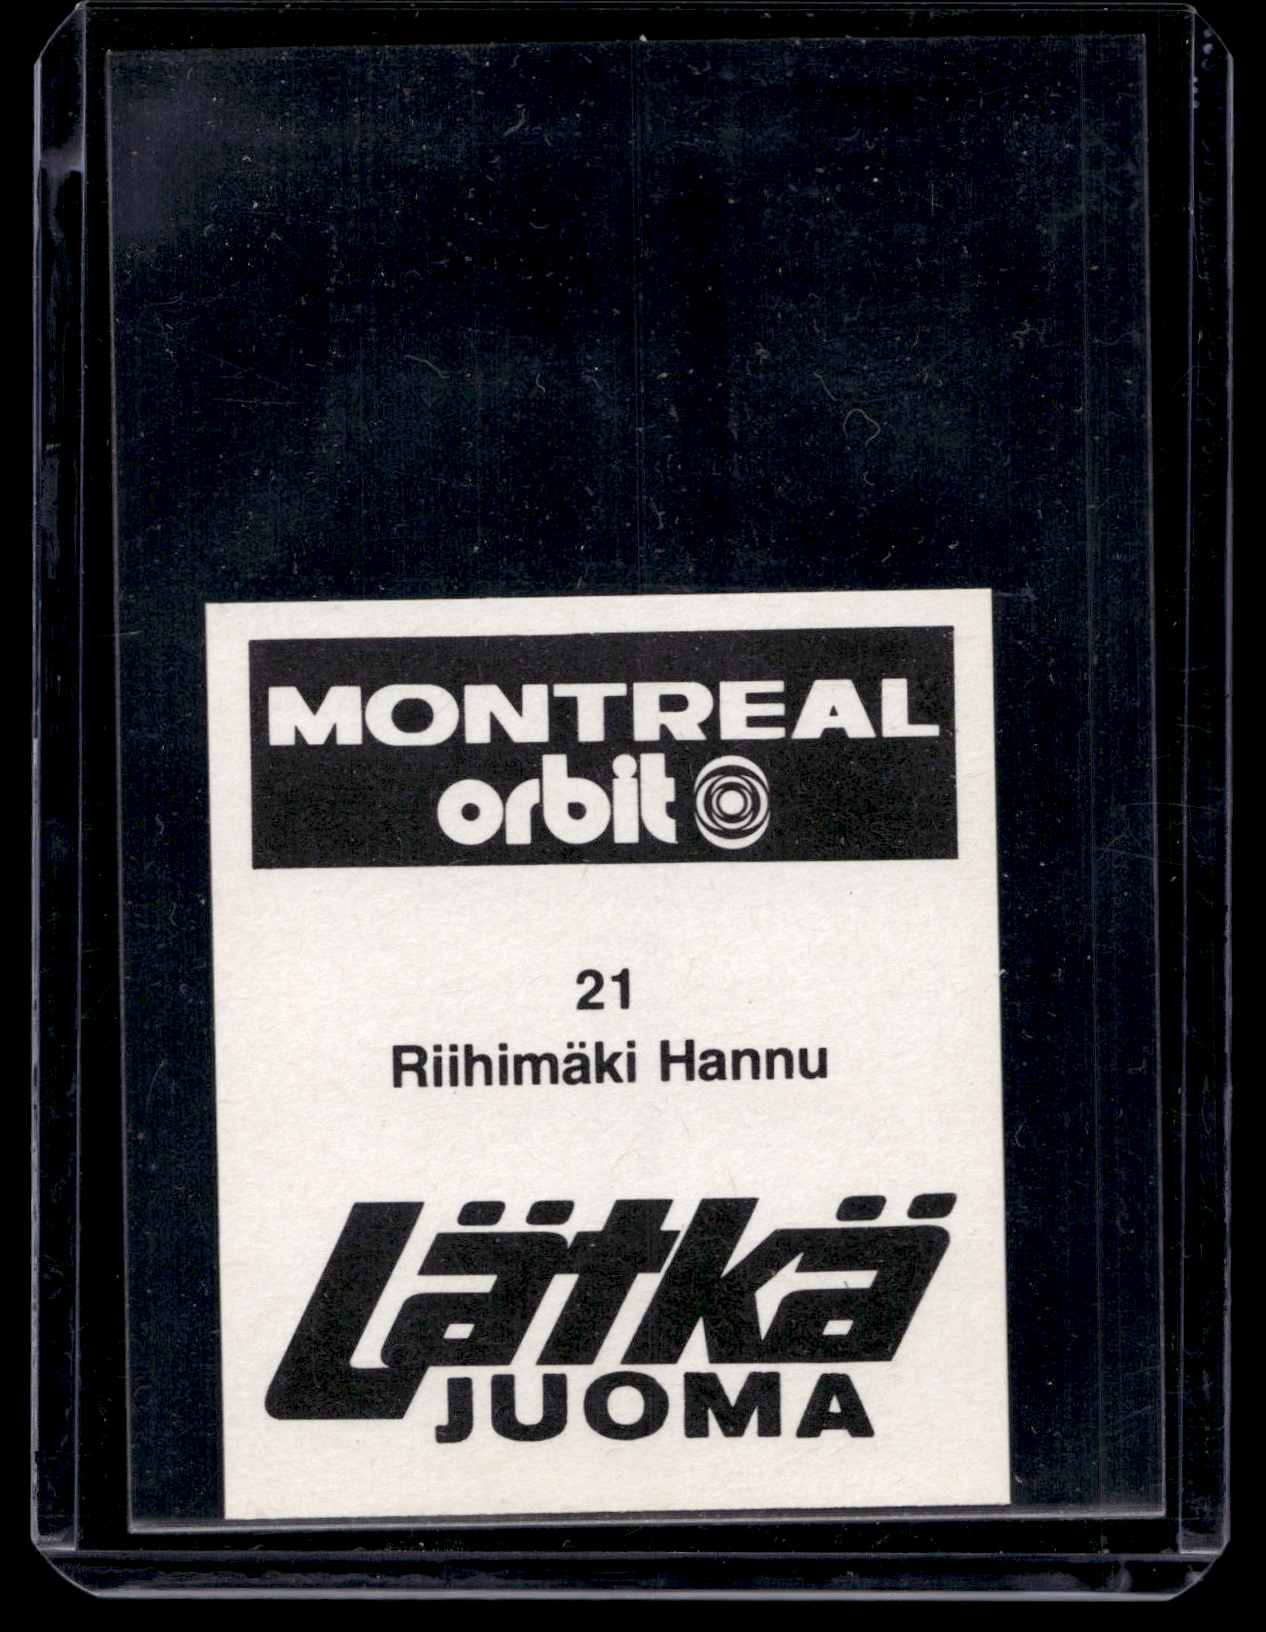 MONTREAL
orbit
21
Riihimäki Hannu
Lätkä
JUOMA